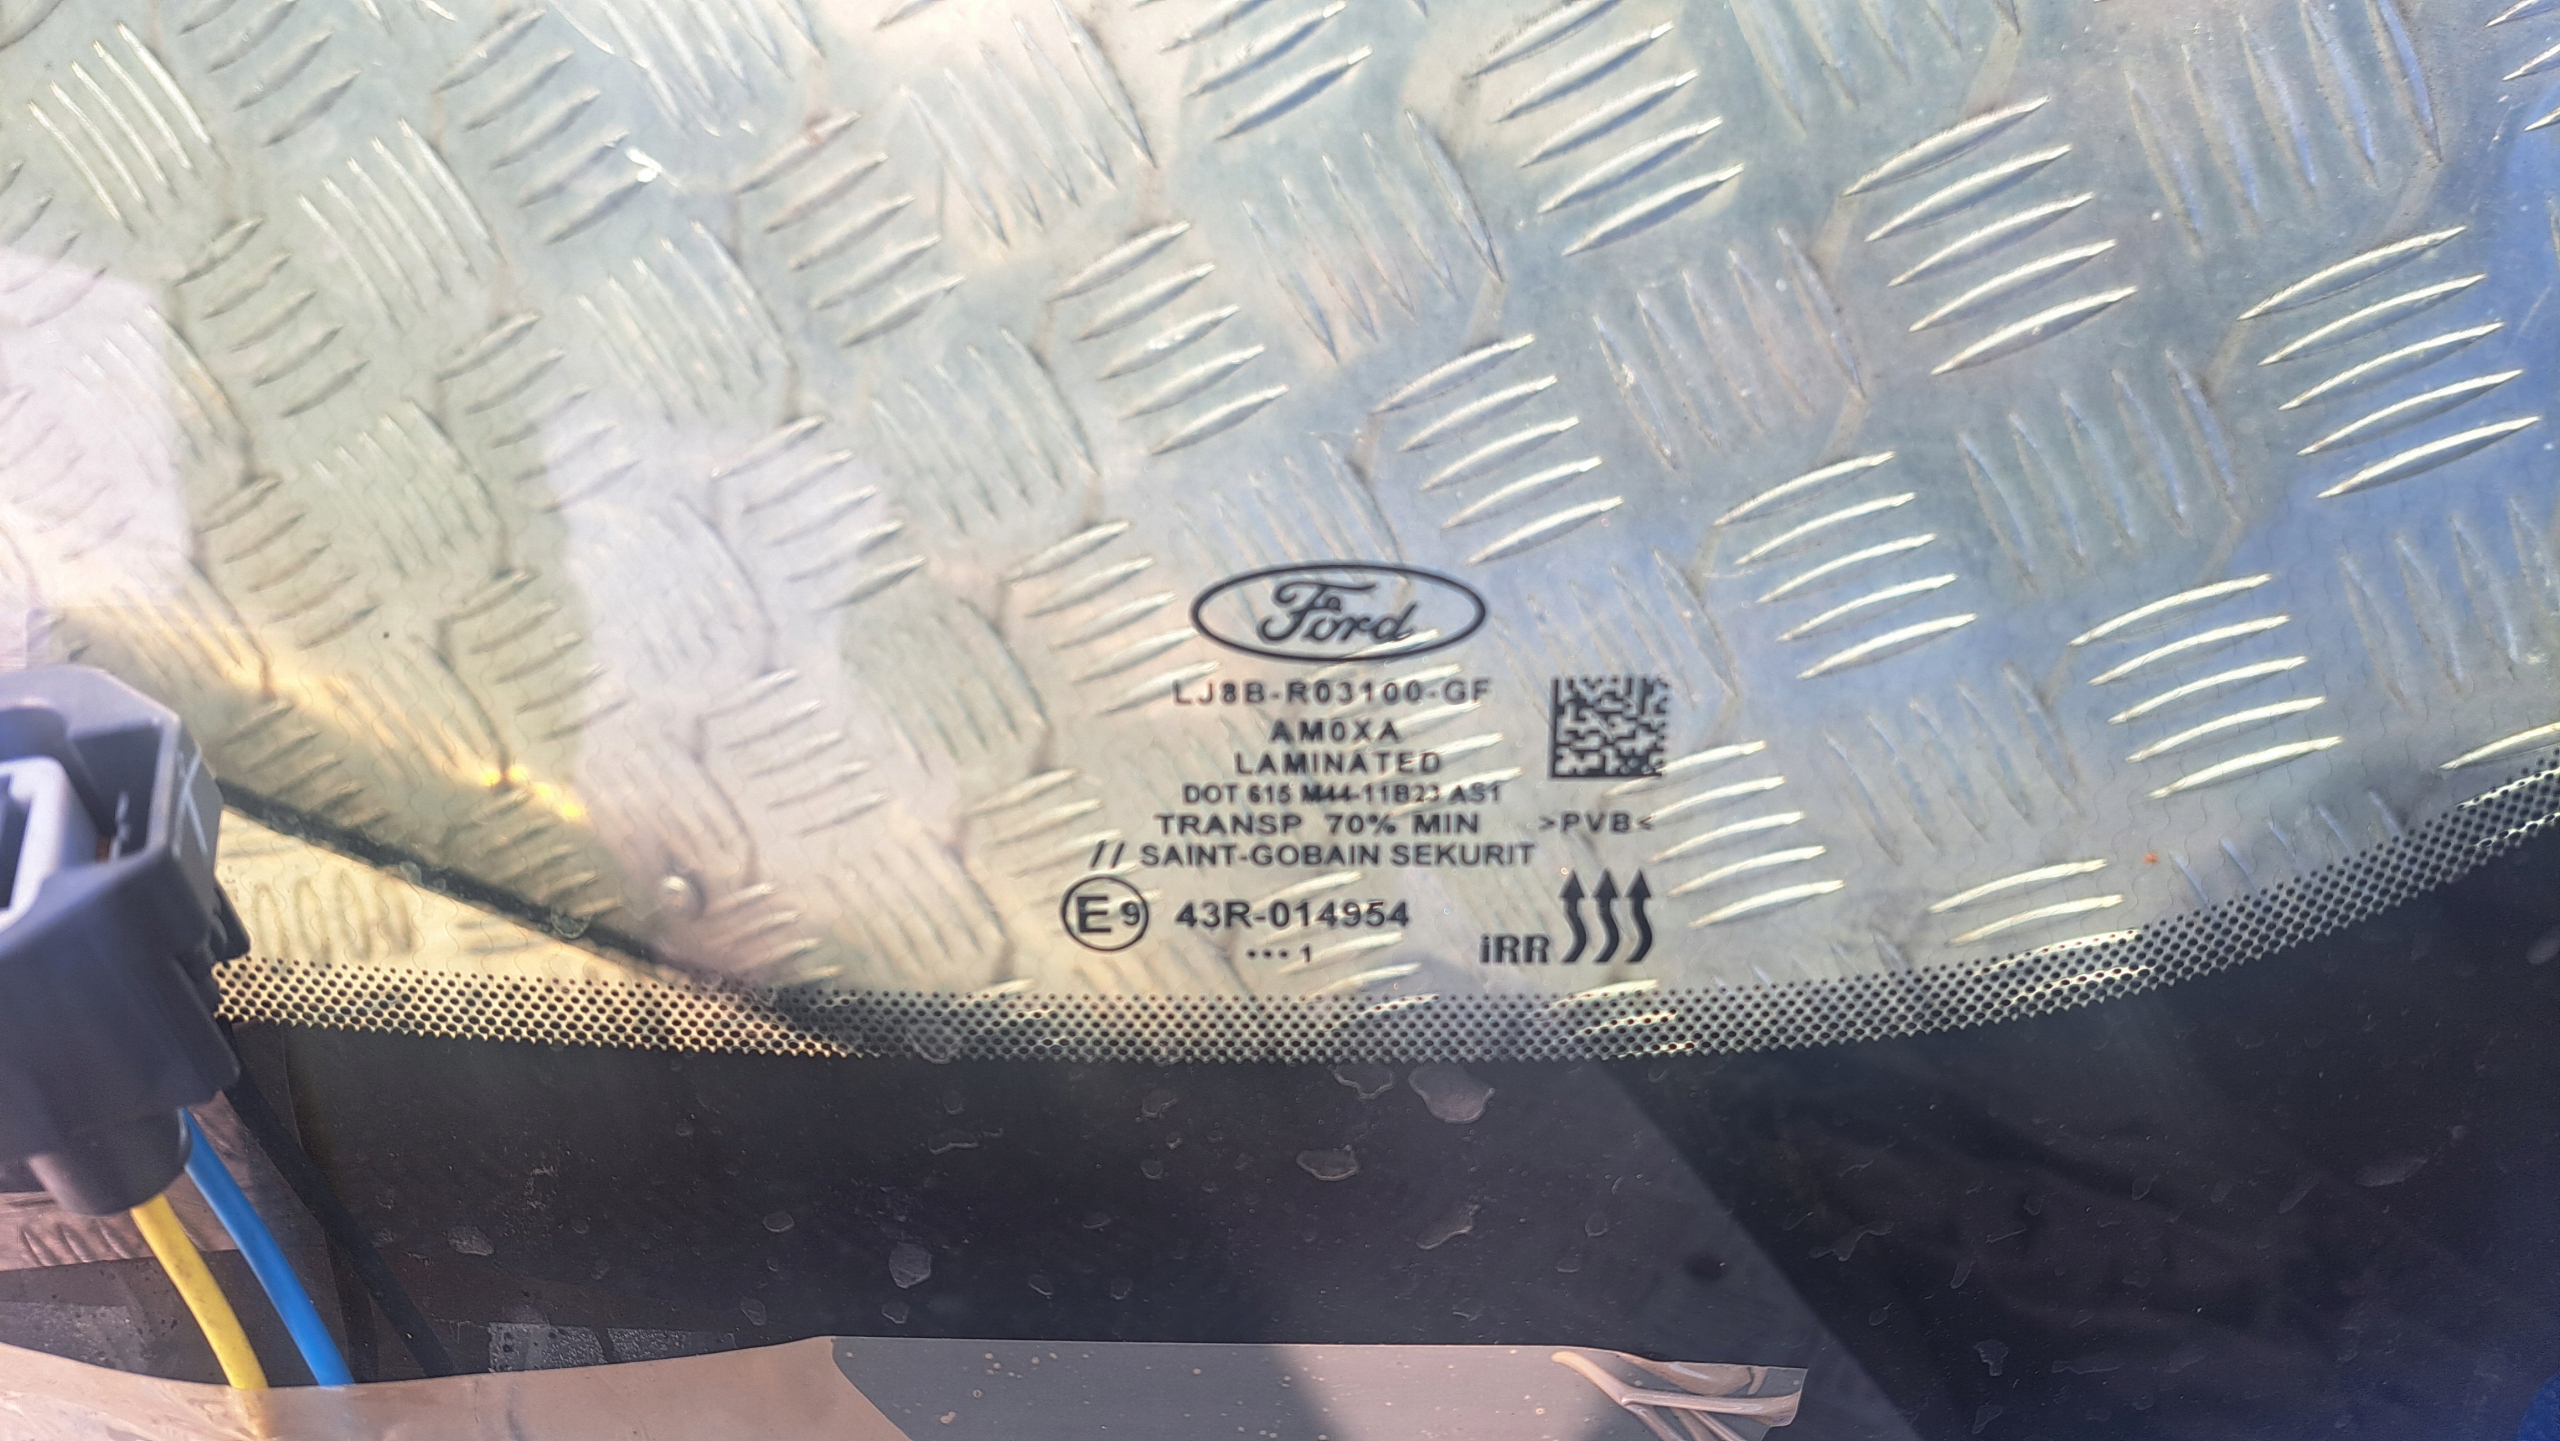 Ford
LJ8B-R03100-GF
AM0XA
LAMINATED
DOT 615 M44-11B23 AS1
TRANSP 70% MIN >PVB<
// SAINT-GOBAIN SEKURIT
E9 43R-014954
... 1
iRR